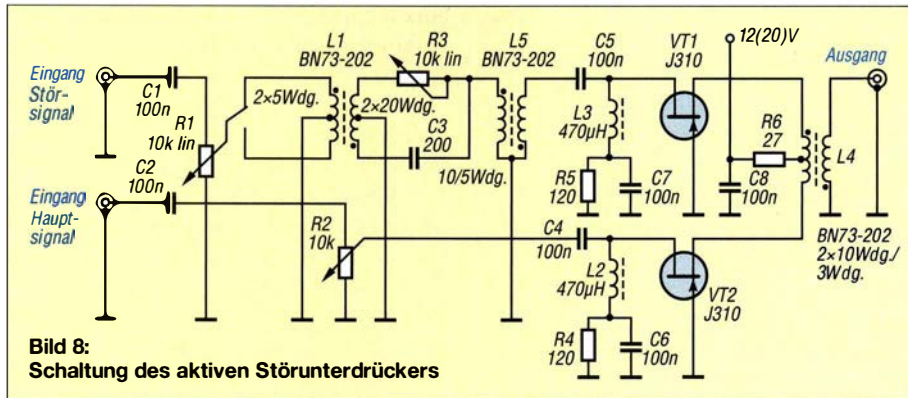 Eingang
Stör-
signal
C1
100n
R1
10k lin
L1
BN73-202
2×5Wdg.
2×20Wdg.
R3
10k lin
C3
200
L5
BN73-202
10/5Wdg.
C5
100n
L3
470µH
R5
120
C7
100n
VT1
J310
12(20)V
R6
27
C8
100n
Ausgang
L4
BN73-202
2×10Wdg./
3Wdg.
Eingang
Haupt-
signal
C2
100n
R2
10k
C4
100n
L2
470µH
R4
120
C6
100n
VT2
J310
Bild 8:
Schaltung des aktiven Störunterdrückers